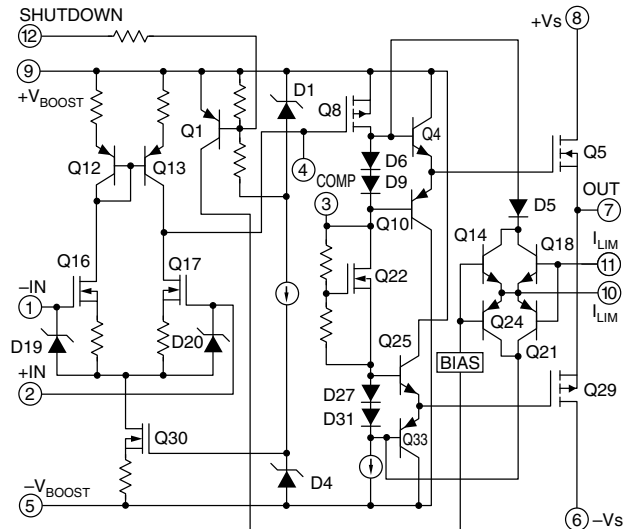 SHUTDOWN
12
+Vs 8
9
+VBOOST
D1
Q8
Q1
Q4
Q12
Q13
4
D6
D9
Q5
COMP
3
Q10
D5
OUT
7
Q14
Q18
ILIM
11
Q16
Q17
Q22
10
ILIM
–IN
1
Q24
Q25
Q21
D19
D20
BIAS
+IN
2
D27
D31
Q29
Q33
Q30
–VBOOST
5
D4
6 –Vs